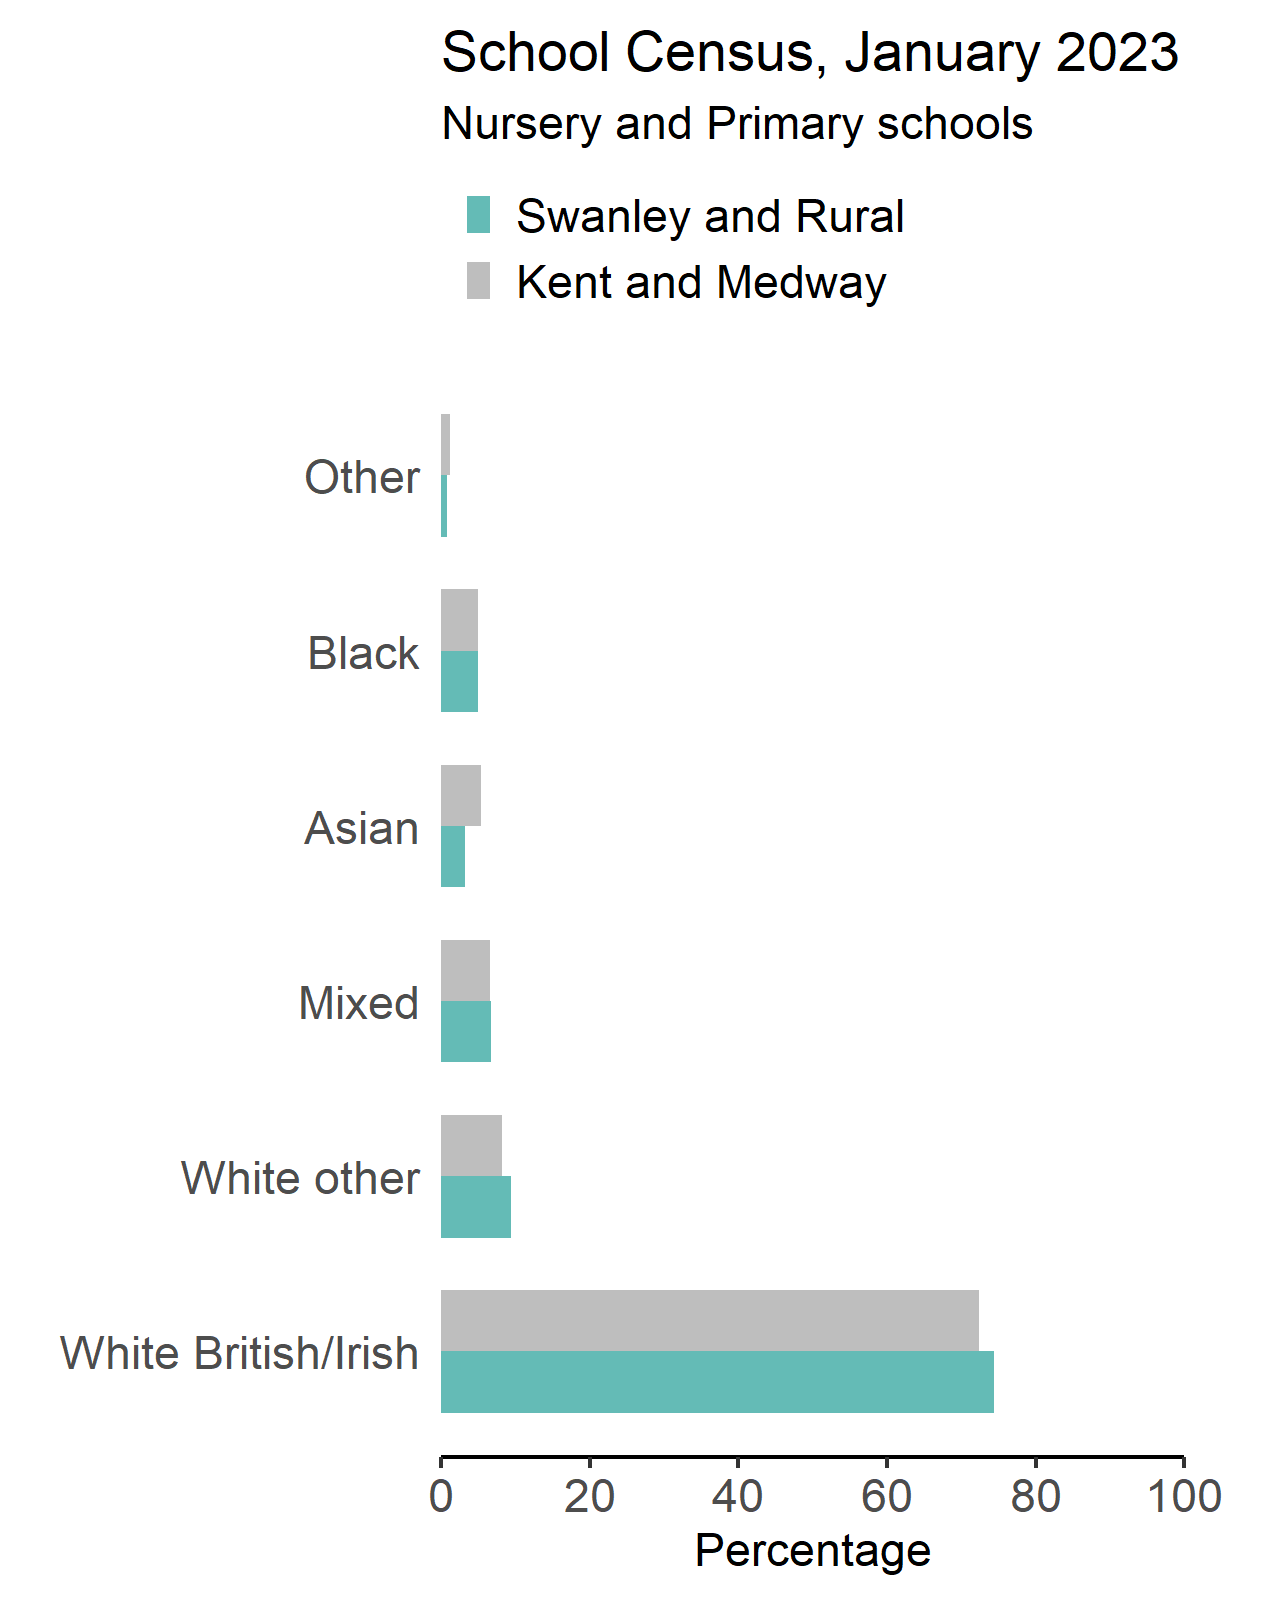 School Census, January 2023
Nursery and Primary schools
Swanley and Rural
Kent and Medway
Other
Black
Asian
Mixed
White other
White British/Irish
0 20 40 60 80 100
Percentage